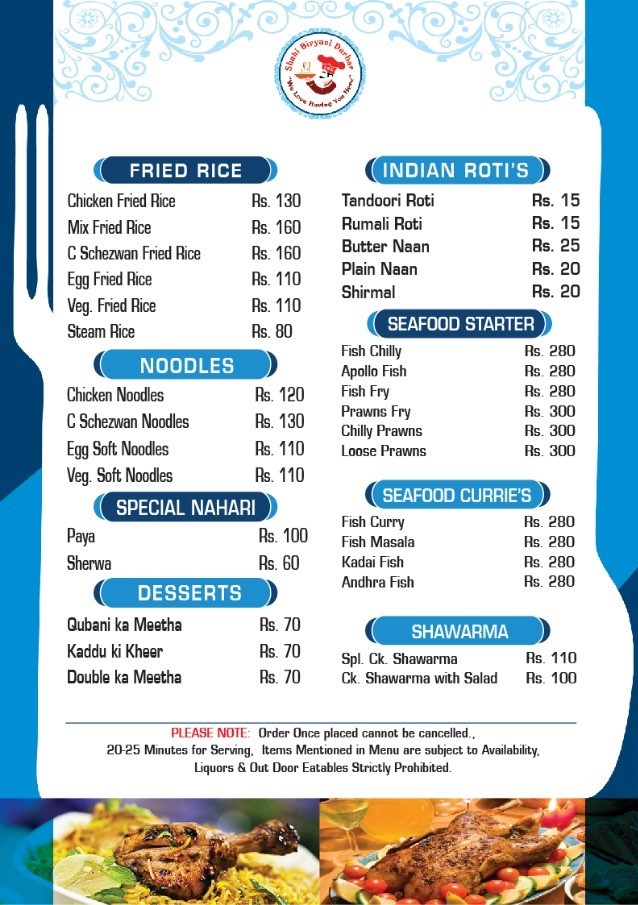 Shahi Biryani Darbar
"We Love Having You Here"
FRIED RICE
Chicken Fried Rice Rs. 130
Mix Fried Rice Rs. 160
C Schezwan Fried Rice Rs. 160
Egg Fried Rice Rs. 110
Veg. Fried Rice Rs. 110
Steam Rice Rs. 80
NOODLES
Chicken Noodles Rs. 120
C Schezwan Noodles Rs. 130
Egg Soft Noodles Rs. 110
Veg. Soft Noodles Rs. 110
SPECIAL NAHARI
Paya Rs. 100
Sherwa Rs. 60
DESSERTS
Qubani ka Meetha Rs. 70
Kaddu ki Kheer Rs. 70
Double ka Meetha Rs. 70
INDIAN ROTI'S
Tandoori Roti Rs. 15
Rumali Roti Rs. 15
Butter Naan Rs. 25
Plain Naan Rs. 20
Shirmal Rs. 20
SEAFOOD STARTER
Fish Chilly Rs. 280
Apollo Fish Rs. 280
Fish Fry Rs. 280
Prawns Fry Rs. 300
Chilly Prawns Rs. 300
Loose Prawns Rs. 300
SEAFOOD CURRIE'S
Fish Curry Rs. 280
Fish Masala Rs. 280
Kadai Fish Rs. 280
Andhra Fish Rs. 280
SHAWARMA
Spl. Ck. Shawarma Rs. 110
Ck. Shawarma with Salad Rs. 100
PLEASE NOTE: Order Once placed cannot be cancelled.,
20-25 Minutes for Serving, Items Mentioned in Menu are subject to Availability,
Liquors & Out Door Eatables Strictly Prohibited.